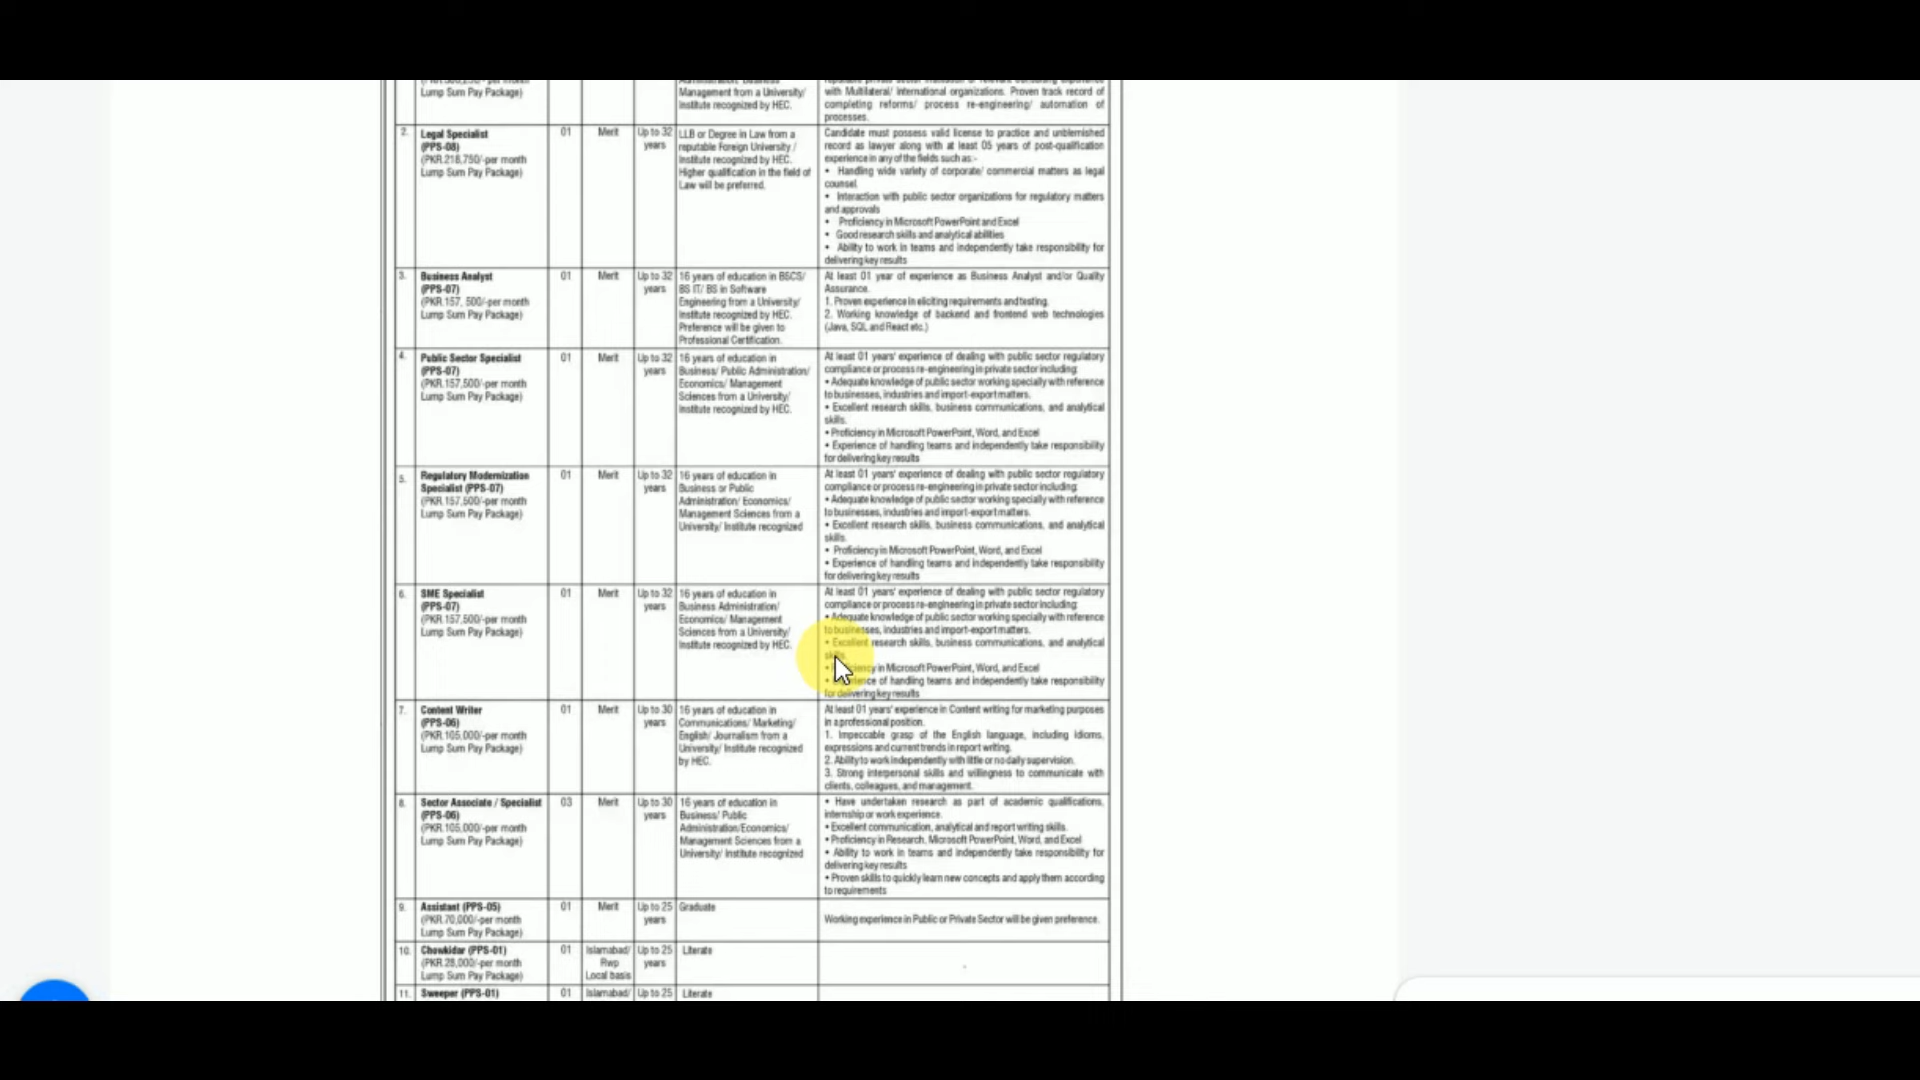 Lump Sum Pay Package)
Management from a University/
Institute recognized by HEC.
with Multilateral/ International organizations. Proven track record of
completing reforms/ process re-engineering/ automation of
processes.
2.
Legal Specialist
(PPS-08)
(PKR.218,750/-per month
Lump Sum Pay Package)
01
Merit
Up to 32
years
LLB or Degree in Law from a
reputable Foreign University /
Institute recognized by HEC.
Higher qualification in the field of
Law will be preferred.
Candidate must possess valid license to practice and unblemished
record as lawyer along with at least 05 years of post-qualification
experience in any of the fields such as:-
• Handling wide variety of corporate/ commercial matters as legal
counsel
• Interaction with public sector organizations for regulatory matters
and approvals
• Proficiency in Microsoft PowerPoint and Excel
• Good research skills and analytical abilities
• Ability to work in teams and independently take responsibility for
delivering key results
3.
Business Analyst
(PPS-07)
(PKR.157, 500/-per month
Lump Sum Pay Package)
01
Merit
Up to 32
years
16 years of education in BSCS/
BS IT/ BS in Software
Engineering from a University/
Institute recognized by HEC.
Preference will be given to
Professional Certification.
At least 01 year of experience as Business Analyst and/or Quality
Assurance.
1. Proven experience in eliciting requirements and testing.
2. Working knowledge of backend and frontend web technologies
(Java, SQL and React etc.)
4.
Public Sector Specialist
(PPS-07)
(PKR.157,500/-per month
Lump Sum Pay Package)
01
Merit
Up to 32
years
16 years of education in
Business/ Public Administration/
Economics/ Management
Sciences from a University/
Institute recognized by HEC.
At least 01 years' experience of dealing with public sector regulatory
compliance or process re-engineering in private sector including:
• Adequate knowledge of public sector working specially with reference
to businesses, industries and import-export matters.
• Excellent research skills, business communications, and analytical
skills.
• Proficiency in Microsoft PowerPoint, Word, and Excel
• Experience of handling teams and independently take responsibility
for delivering key results
5.
Regulatory Modernization
Specialist (PPS-07)
(PKR.157,500/-per month
Lump Sum Pay Package)
01
Merit
Up to 32
years
16 years of education in
Business or Public
Administration/ Economics/
Management Sciences from a
University/ Institute recognized
At least 01 years' experience of dealing with public sector regulatory
compliance or process re-engineering in private sector including:
• Adequate knowledge of public sector working specially with reference
to businesses, industries and import-export matters.
• Excellent research skills, business communications, and analytical
skills.
• Proficiency in Microsoft PowerPoint, Word, and Excel
• Experience of handling teams and independently take responsibility
for delivering key results
6.
SME Specialist
(PPS-07)
(PKR.157,500/-per month
Lump Sum Pay Package)
01
Merit
Up to 32
years
16 years of education in
Business Administration/
Economics/ Management
Sciences from a University/
Institute recognized by HEC.
At least 01 years' experience of dealing with public sector regulatory
compliance or process re-engineering in private sector including:
• Adequate knowledge of public sector working specially with reference
to businesses, industries and import-export matters.
• Excellent research skills, business communications, and analytical
skills.
in Microsoft PowerPoint, Word, and Excel
of handling teams and independently take responsibility
for delivering key results
7.
Content Writer
(PPS-06)
(PKR.105,000/-per month
Lump Sum Pay Package)
01
Merit
Up to 30
years
16 years of education in
Communications/ Marketing/
English/ Journalism from a
University/ Institute recognized
by HEC.
At least 01 years' experience in Content writing for marketing purposes
in a professional position.
1. Impeccable grasp of the English language, including idioms,
expressions and current trends in report writing.
2. Ability to work independently with little or no daily supervision.
3. Strong interpersonal skills and willingness to communicate with
clients, colleagues, and management.
8.
Sector Associate / Specialist
(PPS-06)
(PKR.105,000/-per month
Lump Sum Pay Package)
03
Merit
Up to 30
years
16 years of education in
Business/ Public
Administration/Economics/
Management Sciences from a
University/ Institute recognized
• Have undertaken research as part of academic qualifications,
internship or work experience.
• Excellent communication, analytical and report writing skills.
• Proficiency in Research, Microsoft PowerPoint, Word, and Excel
• Ability to work in teams and independently take responsibility for
delivering key results
• Proven skills to quickly learn new concepts and apply them according
to requirements
9.
Assistant (PPS-05)
(PKR.70,000/-per month
Lump Sum Pay Package)
01
Merit
Up to 25
years
Graduate
Working experience in Public or Private Sector will be given preference.
10.
Chowkidar (PPS-01)
(PKR.28,000/-per month
Lump Sum Pay Package)
01
Islamabad/
Rwp
Local basis
Up to 25
years
Literate
11.
Sweeper (PPS-01)
01
Islamabad/
Up to 25
Literate